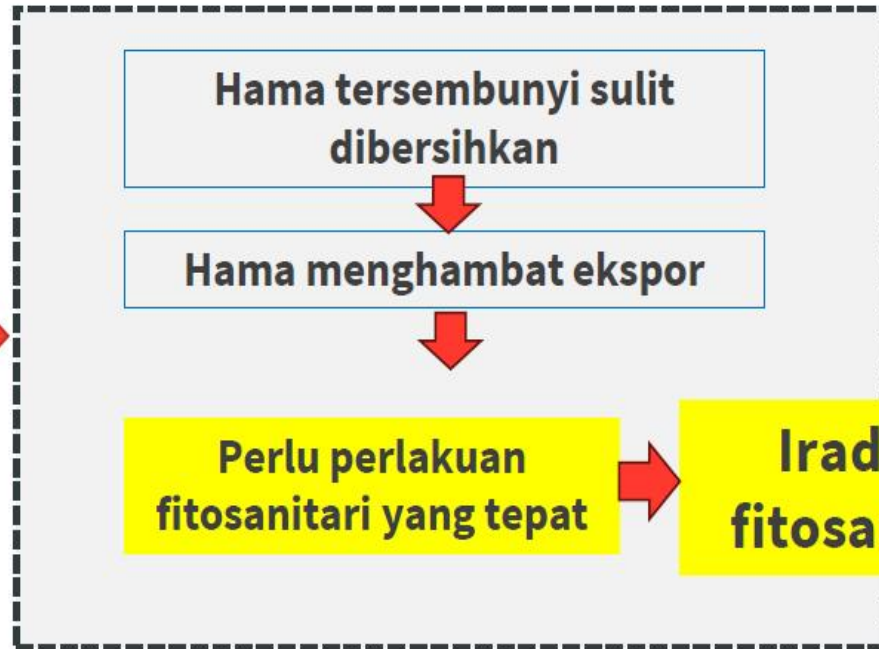 Hama tersembunyi sulit
dibersihkan
Hama menghambat ekspor
Perlu perlakuan
fitosanitari yang tepat
Irad
fitosa